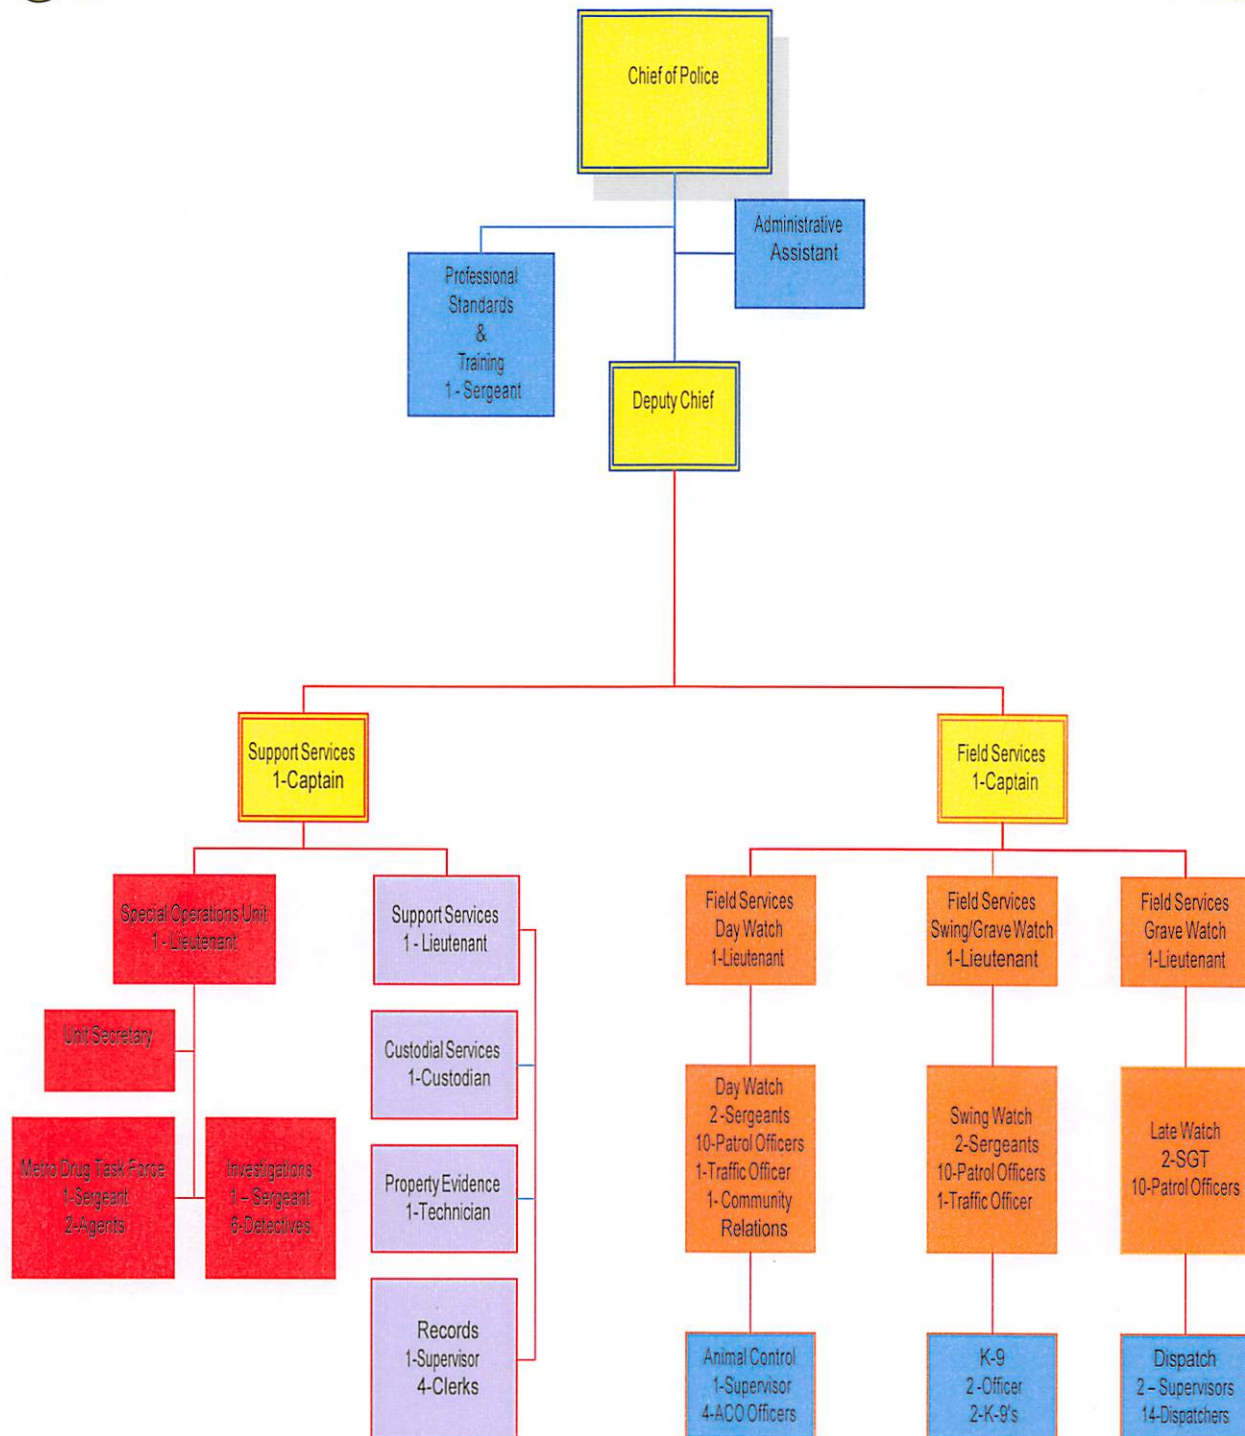 Chief of Police
Administrative
Assistant
Professional
Standards
&
Training
1 - Sergeant
Deputy Chief
Support Services
1-Captain
Field Services
1-Captain
Special Operations Unit
1 - Lieutenant
Support Services
1 - Lieutenant
Field Services
Day Watch
1-Lieutenant
Field Services
Swing/Grave Watch
1-Lieutenant
Field Services
Grave Watch
1-Lieutenant
Unit Secretary
Custodial Services
1-Custodian
Day Watch
2-Sergeants
10-Patrol Officers
1-Traffic Officer
1- Community
Relations
Swing Watch
2-Sergeants
10-Patrol Officers
1-Traffic Officer
Late Watch
2-SGT
10-Patrol Officers
Metro Drug Task Force
1-Sergeant
2-Agents
Investigations
1 – Sergeant
6-Detectives
Property Evidence
1-Technician
Records
1-Supervisor
4-Clerks
Animal Control
1-Supervisor
4-ACO Officers
K-9
2 -Officer
2-K-9's
Dispatch
2 – Supervisors
14-Dispatchers